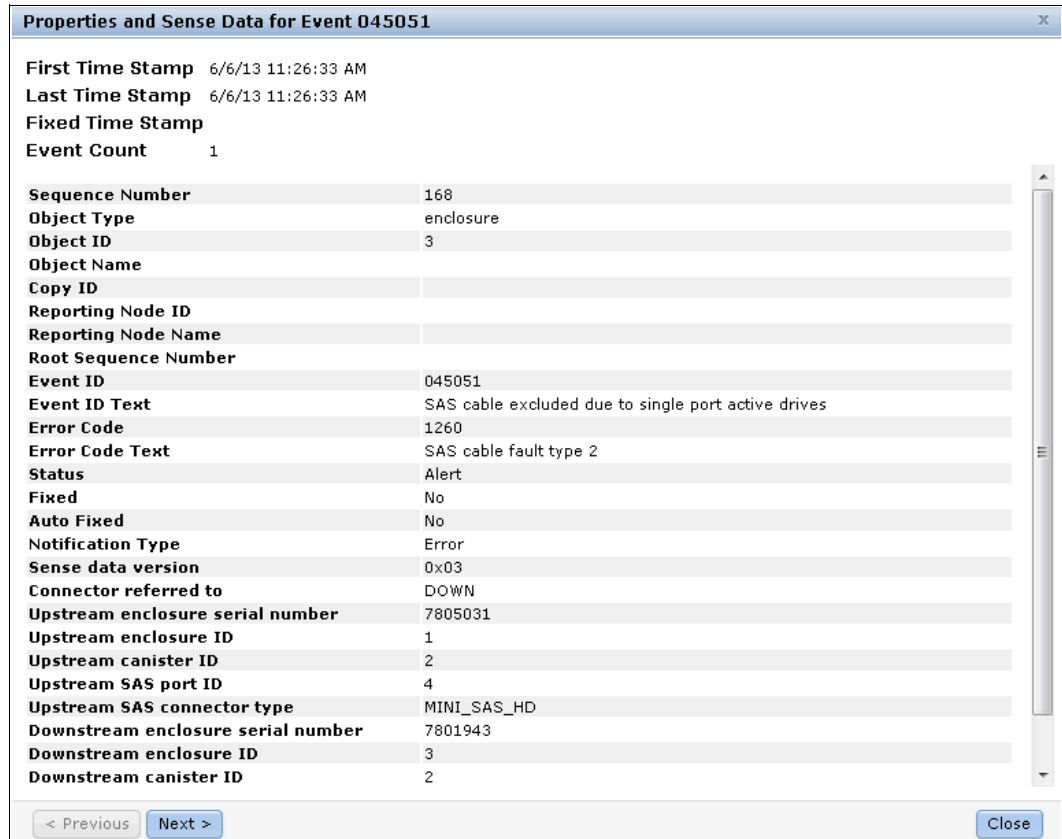 Properties and Sense Data for Event 045051 x
First Time Stamp 6/6/13 11:26:33 AM
Last Time Stamp 6/6/13 11:26:33 AM
Fixed Time Stamp
Event Count 1
Sequence Number 168
Object Type enclosure
Object ID 3
Object Name
Copy ID
Reporting Node ID
Reporting Node Name
Root Sequence Number
Event ID 045051
Event ID Text SAS cable excluded due to single port active drives
Error Code 1260
Error Code Text SAS cable fault type 2
Status Alert
Fixed No
Auto Fixed No
Notification Type Error
Sense data version 0x03
Connector referred to DOWN
Upstream enclosure serial number 7805031
Upstream enclosure ID 1
Upstream canister ID 2
Upstream SAS port ID 4
Upstream SAS connector type MINI_SAS_HD
Downstream enclosure serial number 7801943
Downstream enclosure ID 3
Downstream canister ID 2
< Previous Next > Close